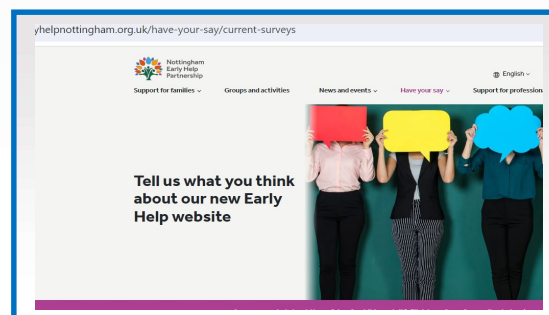 yhelpnottingham.org.uk/have-your-say/current-surveys
Nottingham
Early Help
Partnership
English
Support for families
Groups and activities
News and events
Have your say
Support for profession
Tell us what you think
about our new Early
Help website